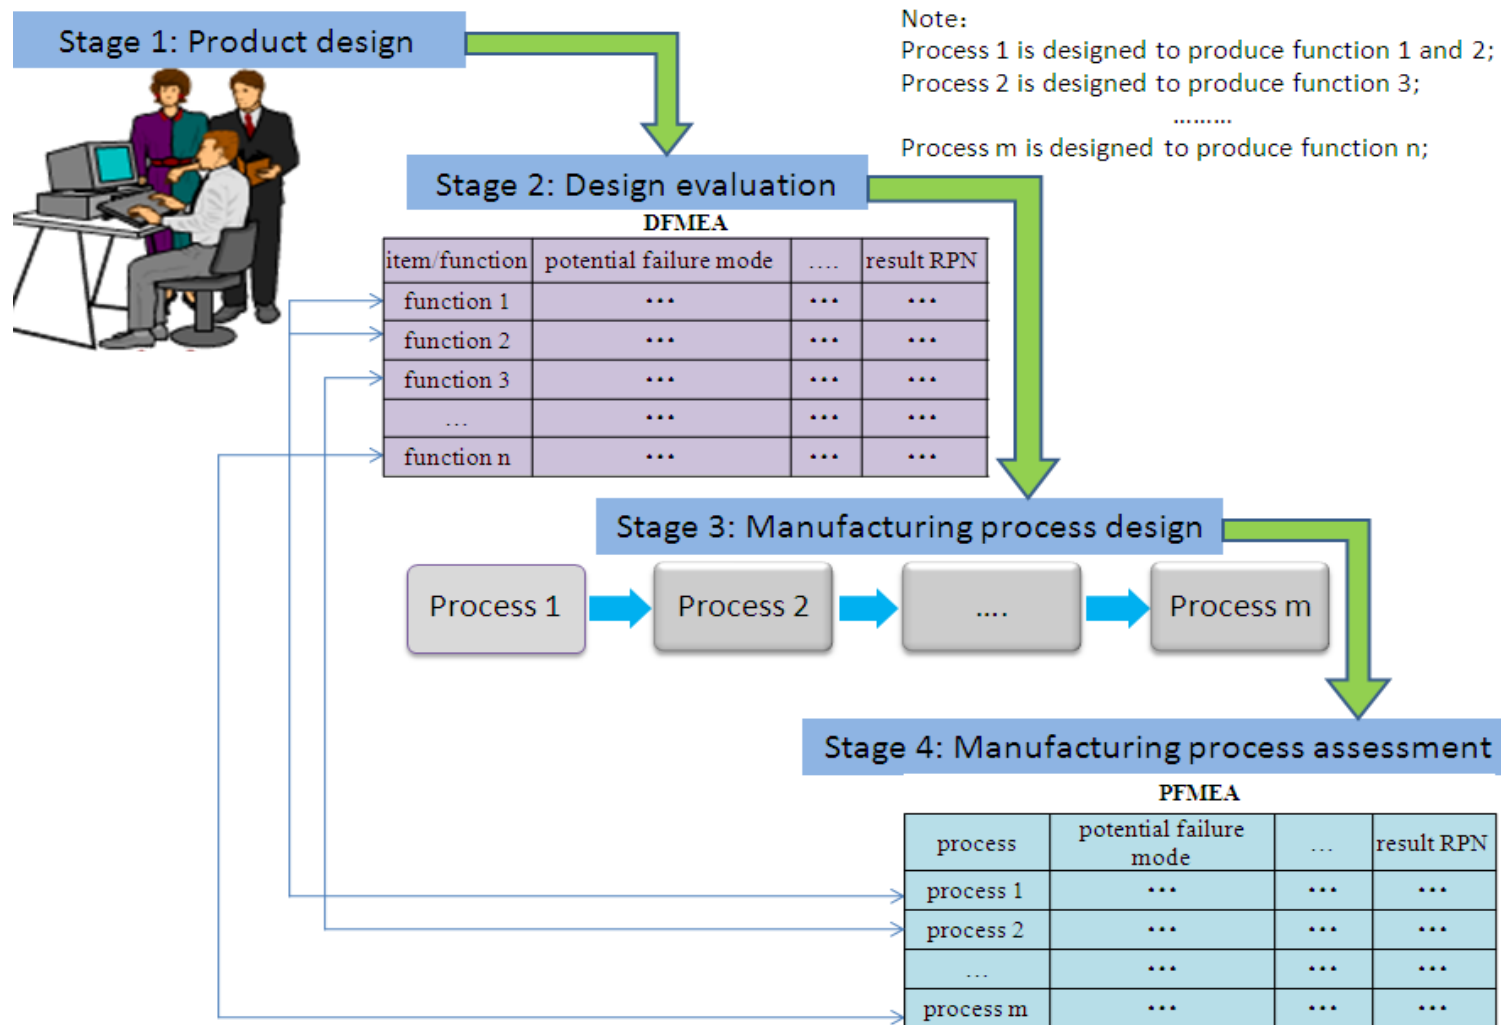 Stage 1: Product design
Note:
Process 1 is designed to produce function 1 and 2;
Process 2 is designed to produce function 3;
.........
Process m is designed to produce function n;
Stage 2: Design evaluation
DFMEA
item/function potential failure mode .... result RPN
function 1 ... ... ...
function 2 ... ... ...
function 3 ... ... ...
... ... ... ...
function n ... ... ...
Stage 3: Manufacturing process design
Process 1 Process 2 .... Process m
Stage 4: Manufacturing process assessment
PFMEA
process potential failure mode ... result RPN
process 1 ... ... ...
process 2 ... ... ...
... ... ... ...
process m ... ... ...